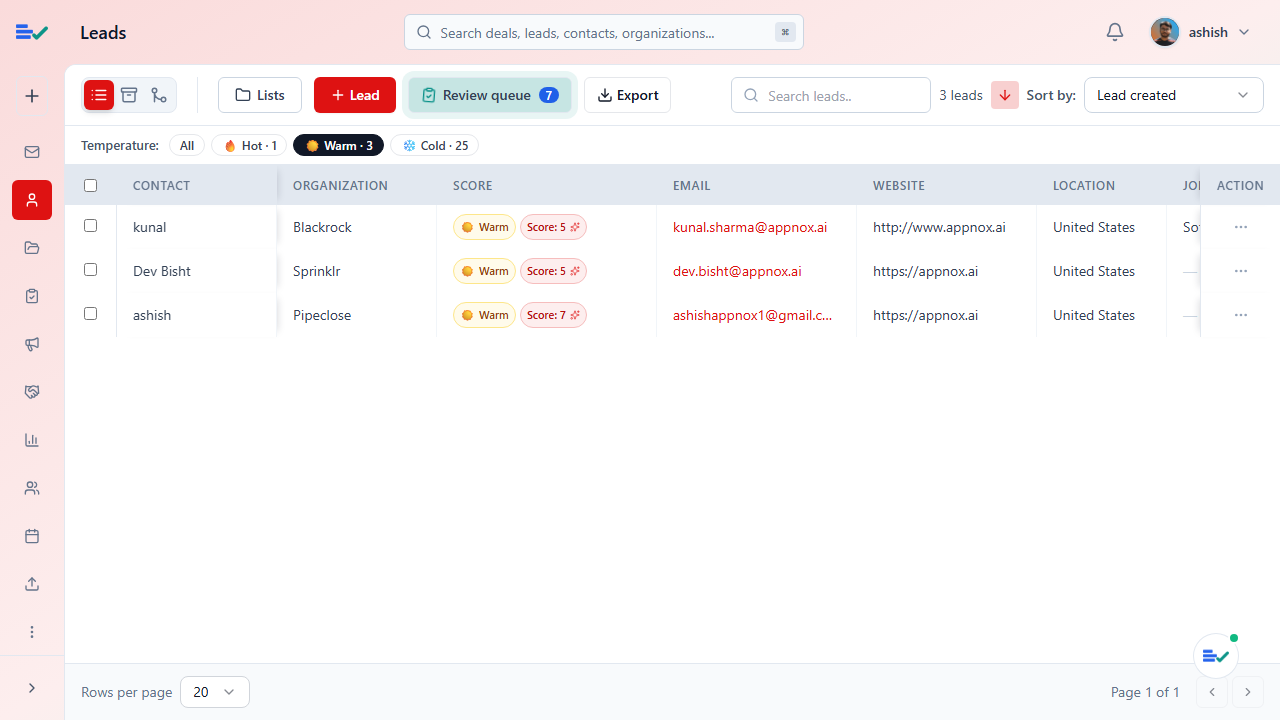 Leads
Search deals, leads, contacts, organizations... ⌘
ashish
Lists
Lead
Review queue 7
Export
Search leads..
3 leads
Sort by:
Lead created
Temperature:
All
Hot · 1
Warm · 3
Cold · 25
CONTACT ORGANIZATION SCORE EMAIL WEBSITE LOCATION ACTION
kunal Blackrock Warm Score: 5 kunal.sharma@appnox.ai http://www.appnox.ai United States
Dev Bisht Sprinklr Warm Score: 5 dev.bisht@appnox.ai https://appnox.ai United States —
ashish Pipeclose Warm Score: 7 ashishappnox1@gmail.c... https://appnox.ai United States —
Rows per page 20
Page 1 of 1